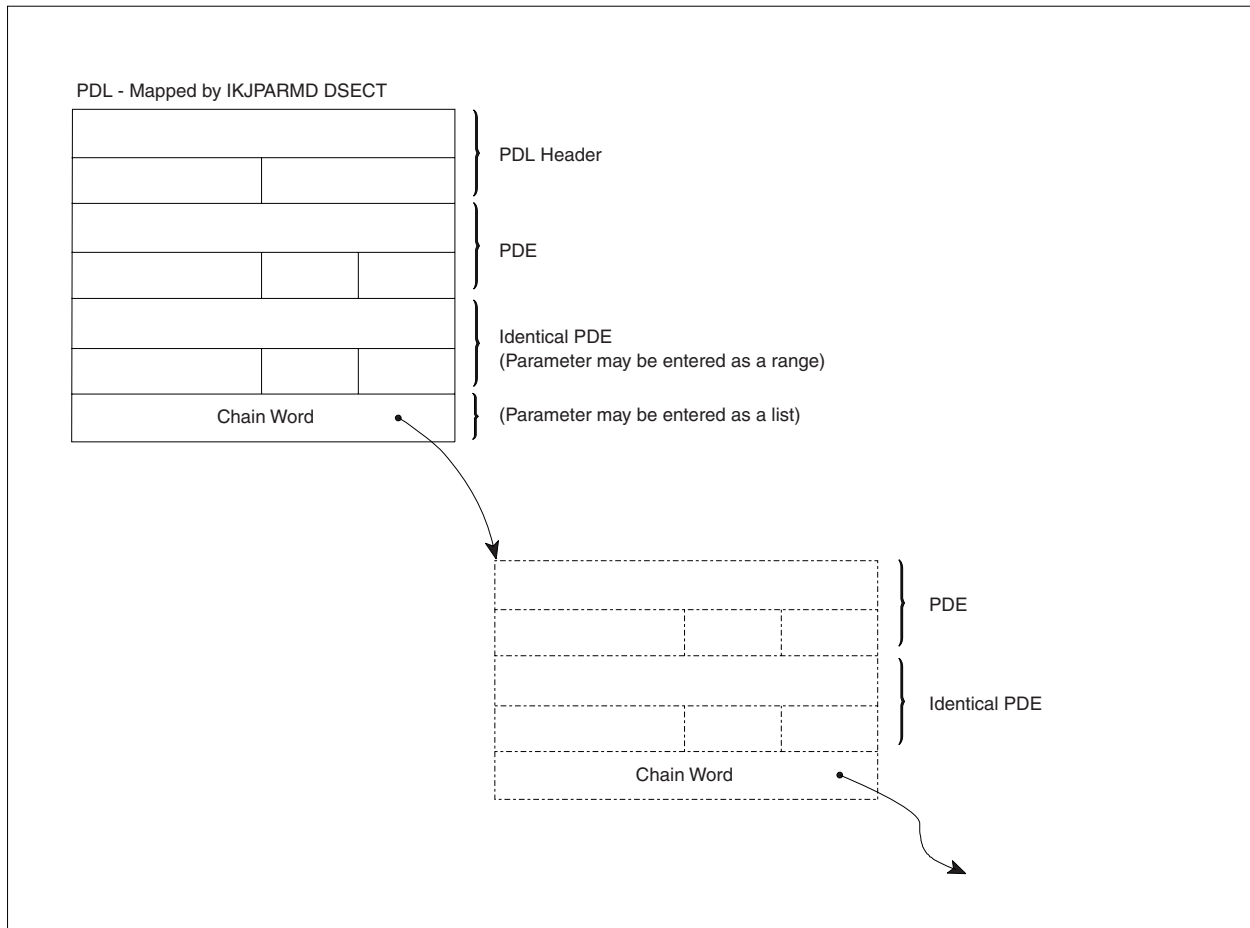 PDL - Mapped by IKJPARMD DSECT
PDL Header
PDE
Identical PDE
(Parameter may be entered as a range)
Chain Word
(Parameter may be entered as a list)
PDE
Identical PDE
Chain Word